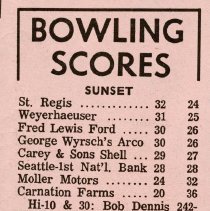 BOWLING
SCORES
SUNSET
St. Regis ........... 32 24
Weyerhaeuser ....... 31 25
Fred Lewis Ford .... 30 26
George Wyrsch's Arco 30 26
Carey & Sons Shell .. 29 27
Seattle-1st Nat'l. Bank 28 28
Moller Motors ....... 24 32
Carnation Farms .... 20 36
Hi-10 & 30: Bob Dennis 242-